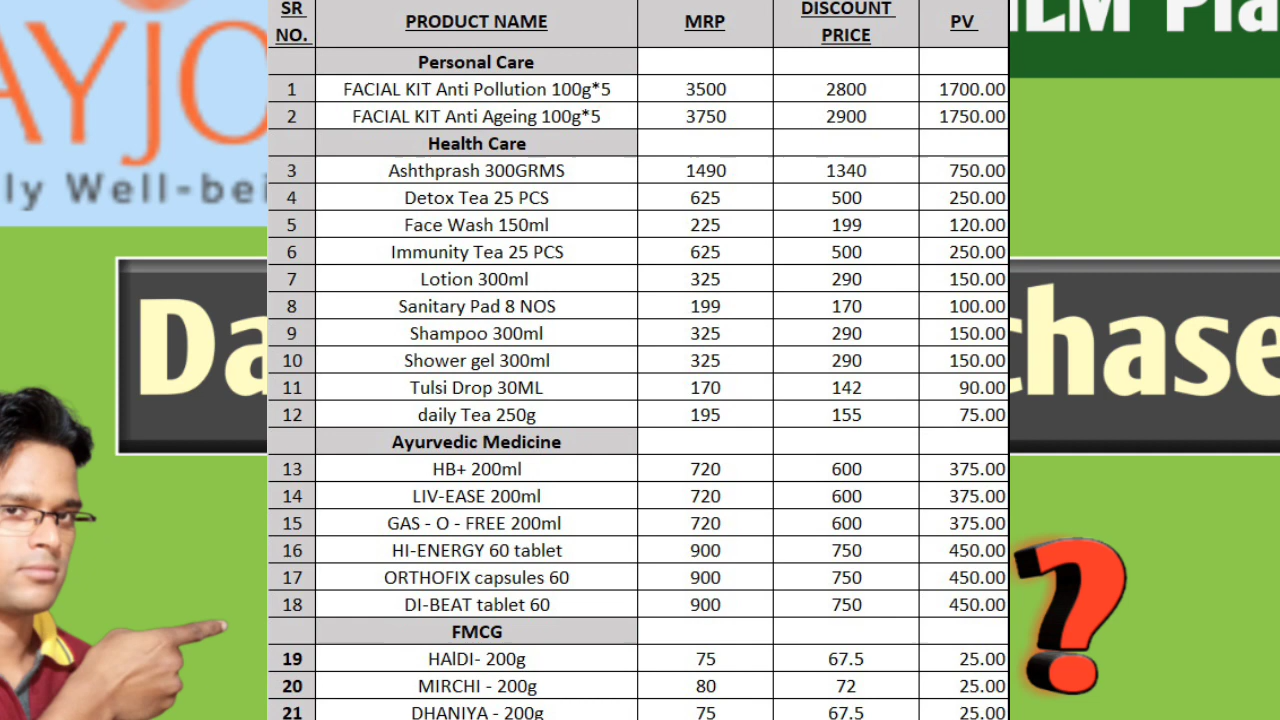 AYJO
ly Well-bei
MLM Pla
Da
chase
?
SR NO. PRODUCT NAME MRP DISCOUNT PRICE PV
Personal Care
1 FACIAL KIT Anti Pollution 100g*5 3500 2800 1700.00
2 FACIAL KIT Anti Ageing 100g*5 3750 2900 1750.00
Health Care
3 Ashthprash 300GRMS 1490 1340 750.00
4 Detox Tea 25 PCS 625 500 250.00
5 Face Wash 150ml 225 199 120.00
6 Immunity Tea 25 PCS 625 500 250.00
7 Lotion 300ml 325 290 150.00
8 Sanitary Pad 8 NOS 199 170 100.00
9 Shampoo 300ml 325 290 150.00
10 Shower gel 300ml 325 290 150.00
11 Tulsi Drop 30ML 170 142 90.00
12 daily Tea 250g 195 155 75.00
Ayurvedic Medicine
13 HB+ 200ml 720 600 375.00
14 LIV-EASE 200ml 720 600 375.00
15 GAS - O - FREE 200ml 720 600 375.00
16 HI-ENERGY 60 tablet 900 750 450.00
17 ORTHOFIX capsules 60 900 750 450.00
18 DI-BEAT tablet 60 900 750 450.00
FMCG
19 HAlDI- 200g 75 67.5 25.00
20 MIRCHI - 200g 80 72 25.00
21 DHANIYA - 200g 75 67.5 25.00